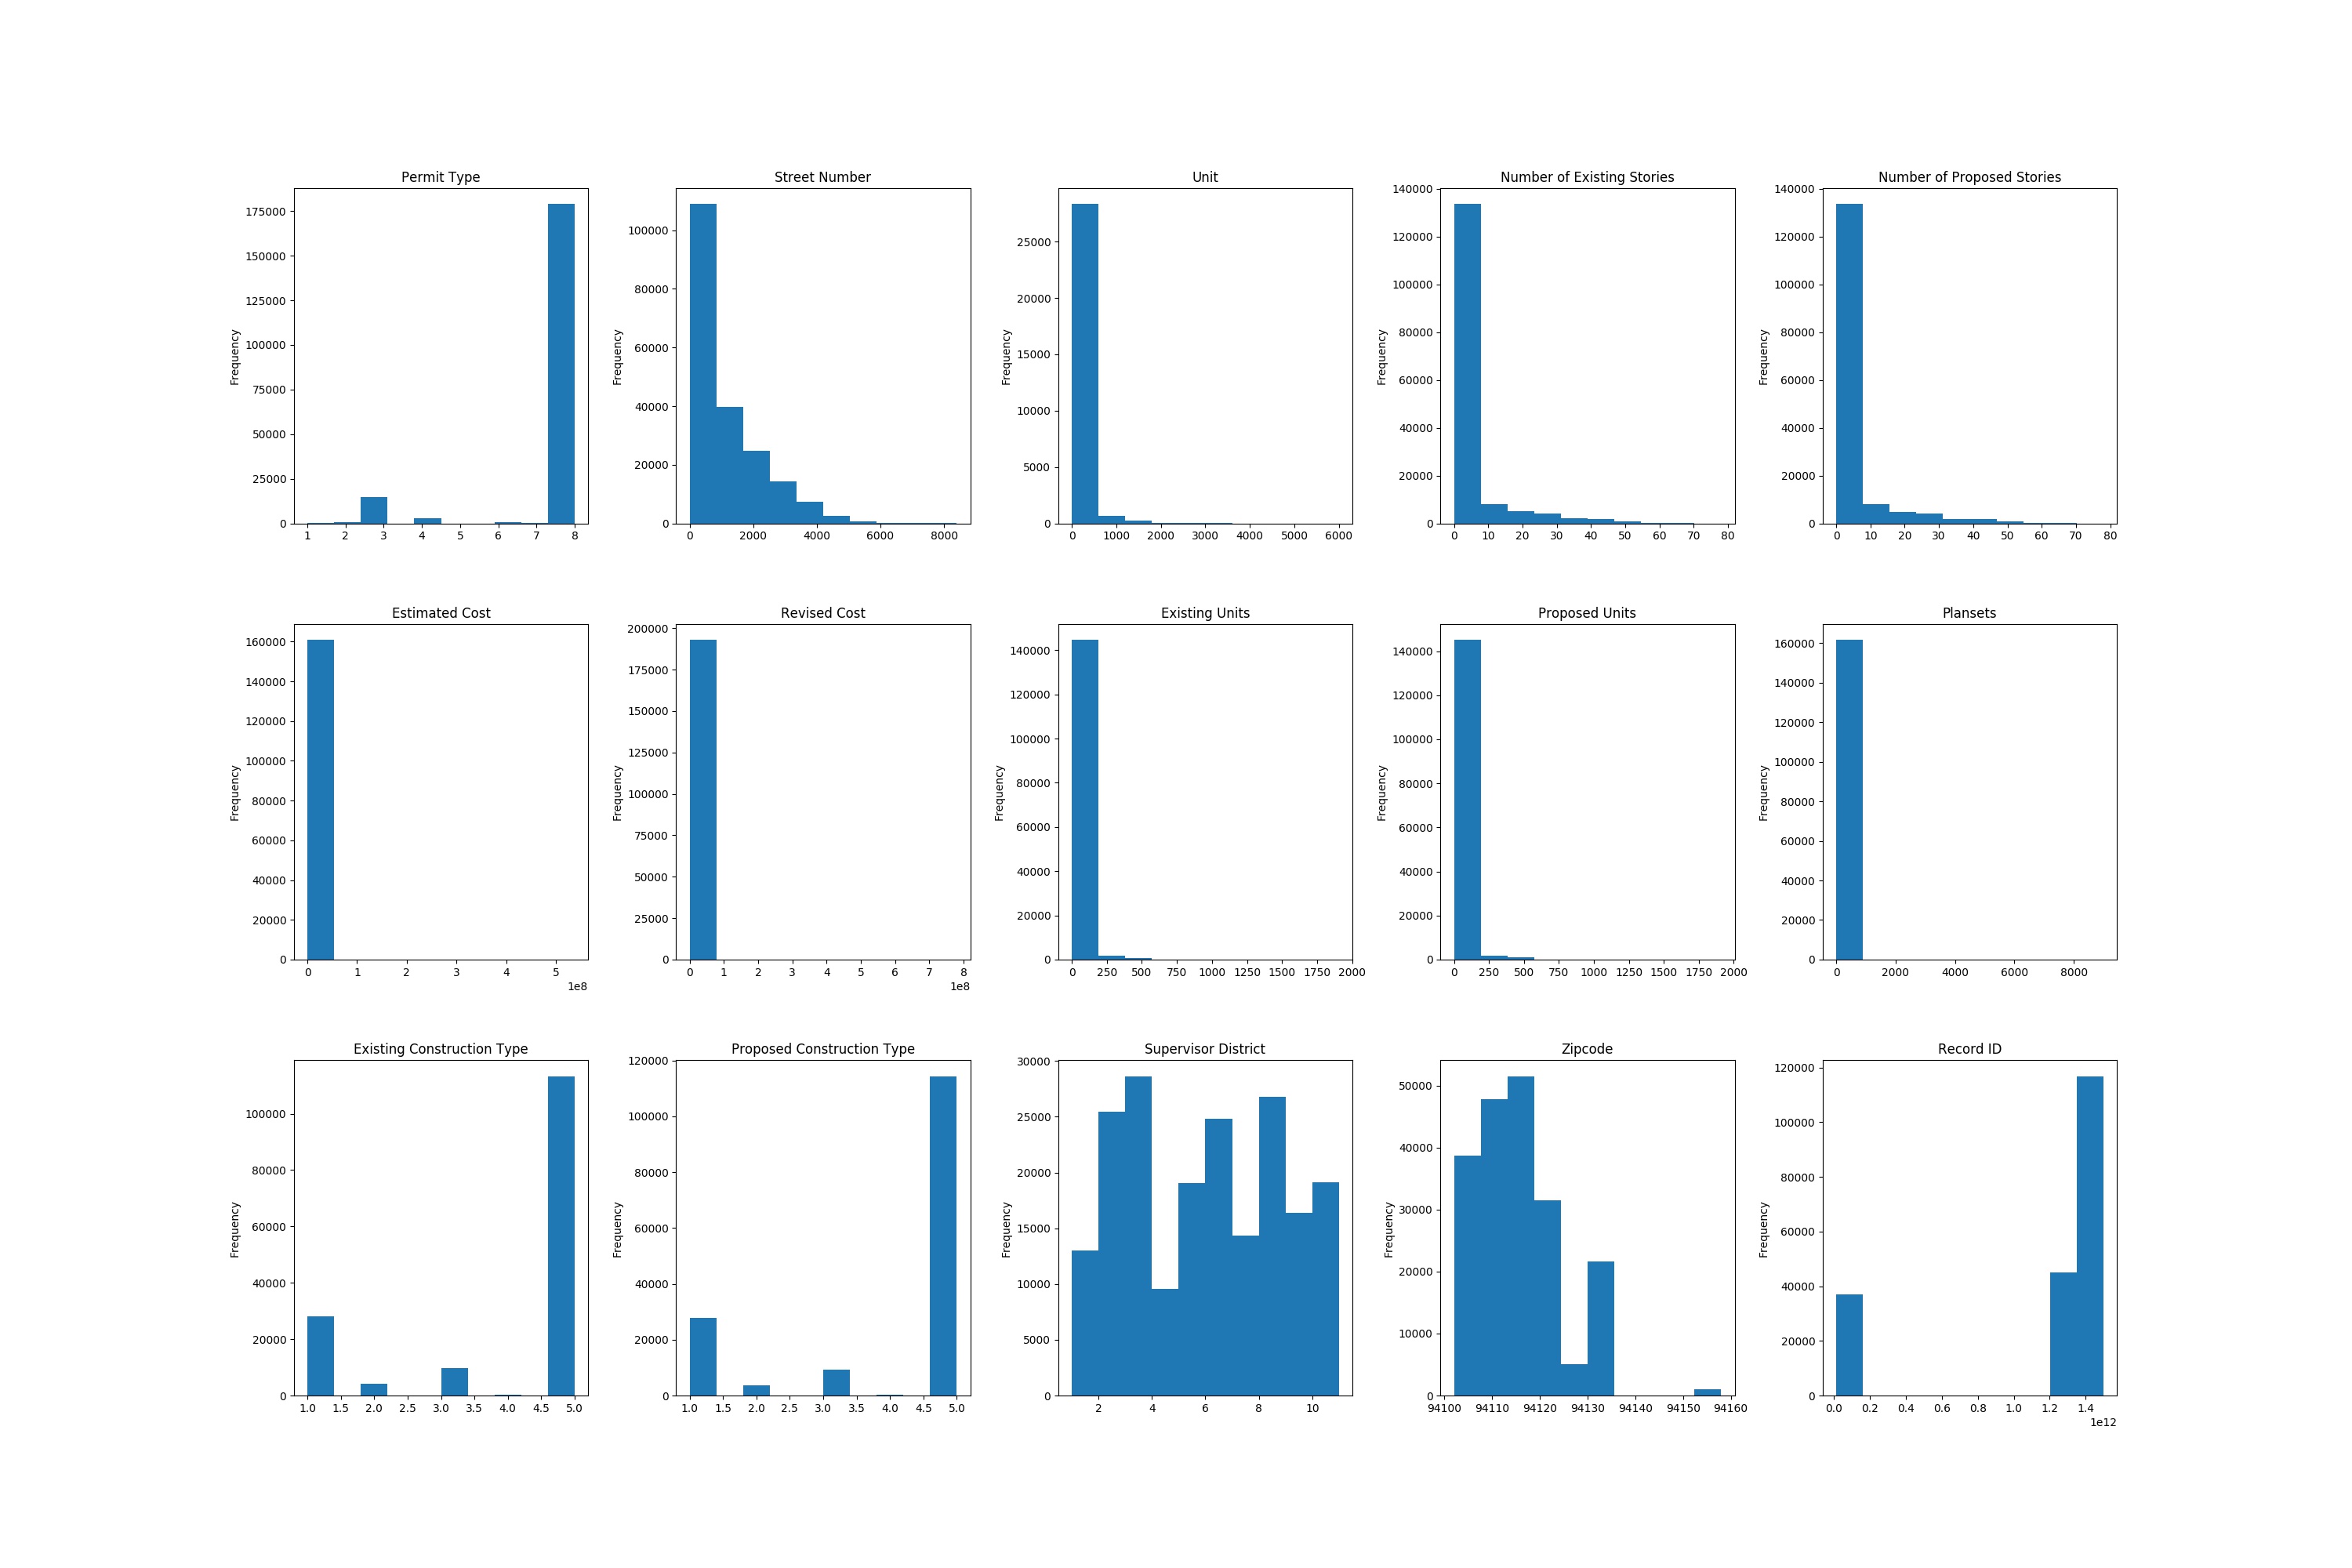 Permit Type
Frequency
175000
150000
125000
100000
75000
50000
25000
0
1 2 3 4 5 6 7 8
Street Number
Frequency
100000
80000
60000
40000
20000
0
0 2000 4000 6000 8000
Unit
Frequency
25000
20000
15000
10000
5000
0
0 1000 2000 3000 4000 5000 6000
Number of Existing Stories
Frequency
140000
120000
100000
80000
60000
40000
20000
0
0 10 20 30 40 50 60 70 80
Number of Proposed Stories
Frequency
140000
120000
100000
80000
60000
40000
20000
0
0 10 20 30 40 50 60 70 80
Estimated Cost
Frequency
160000
140000
120000
100000
80000
60000
40000
20000
0
0 1 2 3 4 5
1e8
Revised Cost
Frequency
200000
175000
150000
125000
100000
75000
50000
25000
0
0 1 2 3 4 5 6 7 8
1e8
Existing Units
Frequency
140000
120000
100000
80000
60000
40000
20000
0
0 250 500 750 1000 1250 1500 1750 2000
Proposed Units
Frequency
140000
120000
100000
80000
60000
40000
20000
0
0 250 500 750 1000 1250 1500 1750 2000
Plansets
Frequency
160000
140000
120000
100000
80000
60000
40000
20000
0
0 2000 4000 6000 8000
Existing Construction Type
Frequency
100000
80000
60000
40000
20000
0
1.0 1.5 2.0 2.5 3.0 3.5 4.0 4.5 5.0
Proposed Construction Type
Frequency
120000
100000
80000
60000
40000
20000
0
1.0 1.5 2.0 2.5 3.0 3.5 4.0 4.5 5.0
Supervisor District
Frequency
30000
25000
20000
15000
10000
5000
0
2 4 6 8 10
Zipcode
Frequency
50000
40000
30000
20000
10000
0
94100 94110 94120 94130 94140 94150 94160
Record ID
Frequency
120000
100000
80000
60000
40000
20000
0
0.0 0.2 0.4 0.6 0.8 1.0 1.2 1.4
1e12